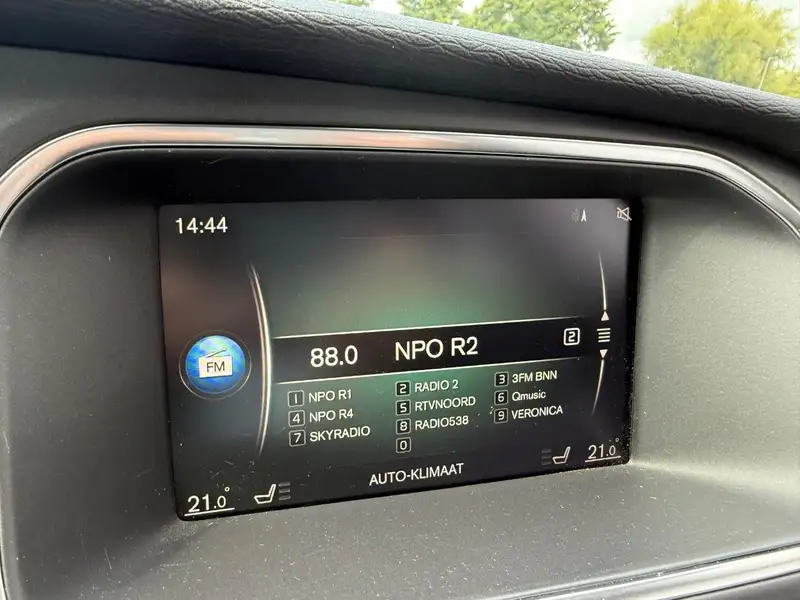 14:44
FM
88.0 NPO R2 2
1 NPO R1 2 RADIO 2 3 3FM BNN
4 NPO R4 5 RTVNOORD 6 Qmusic
7 SKYRADIO 8 RADIO538 9 VERONICA
0
21.0° AUTO-KLIMAAT 21.0°